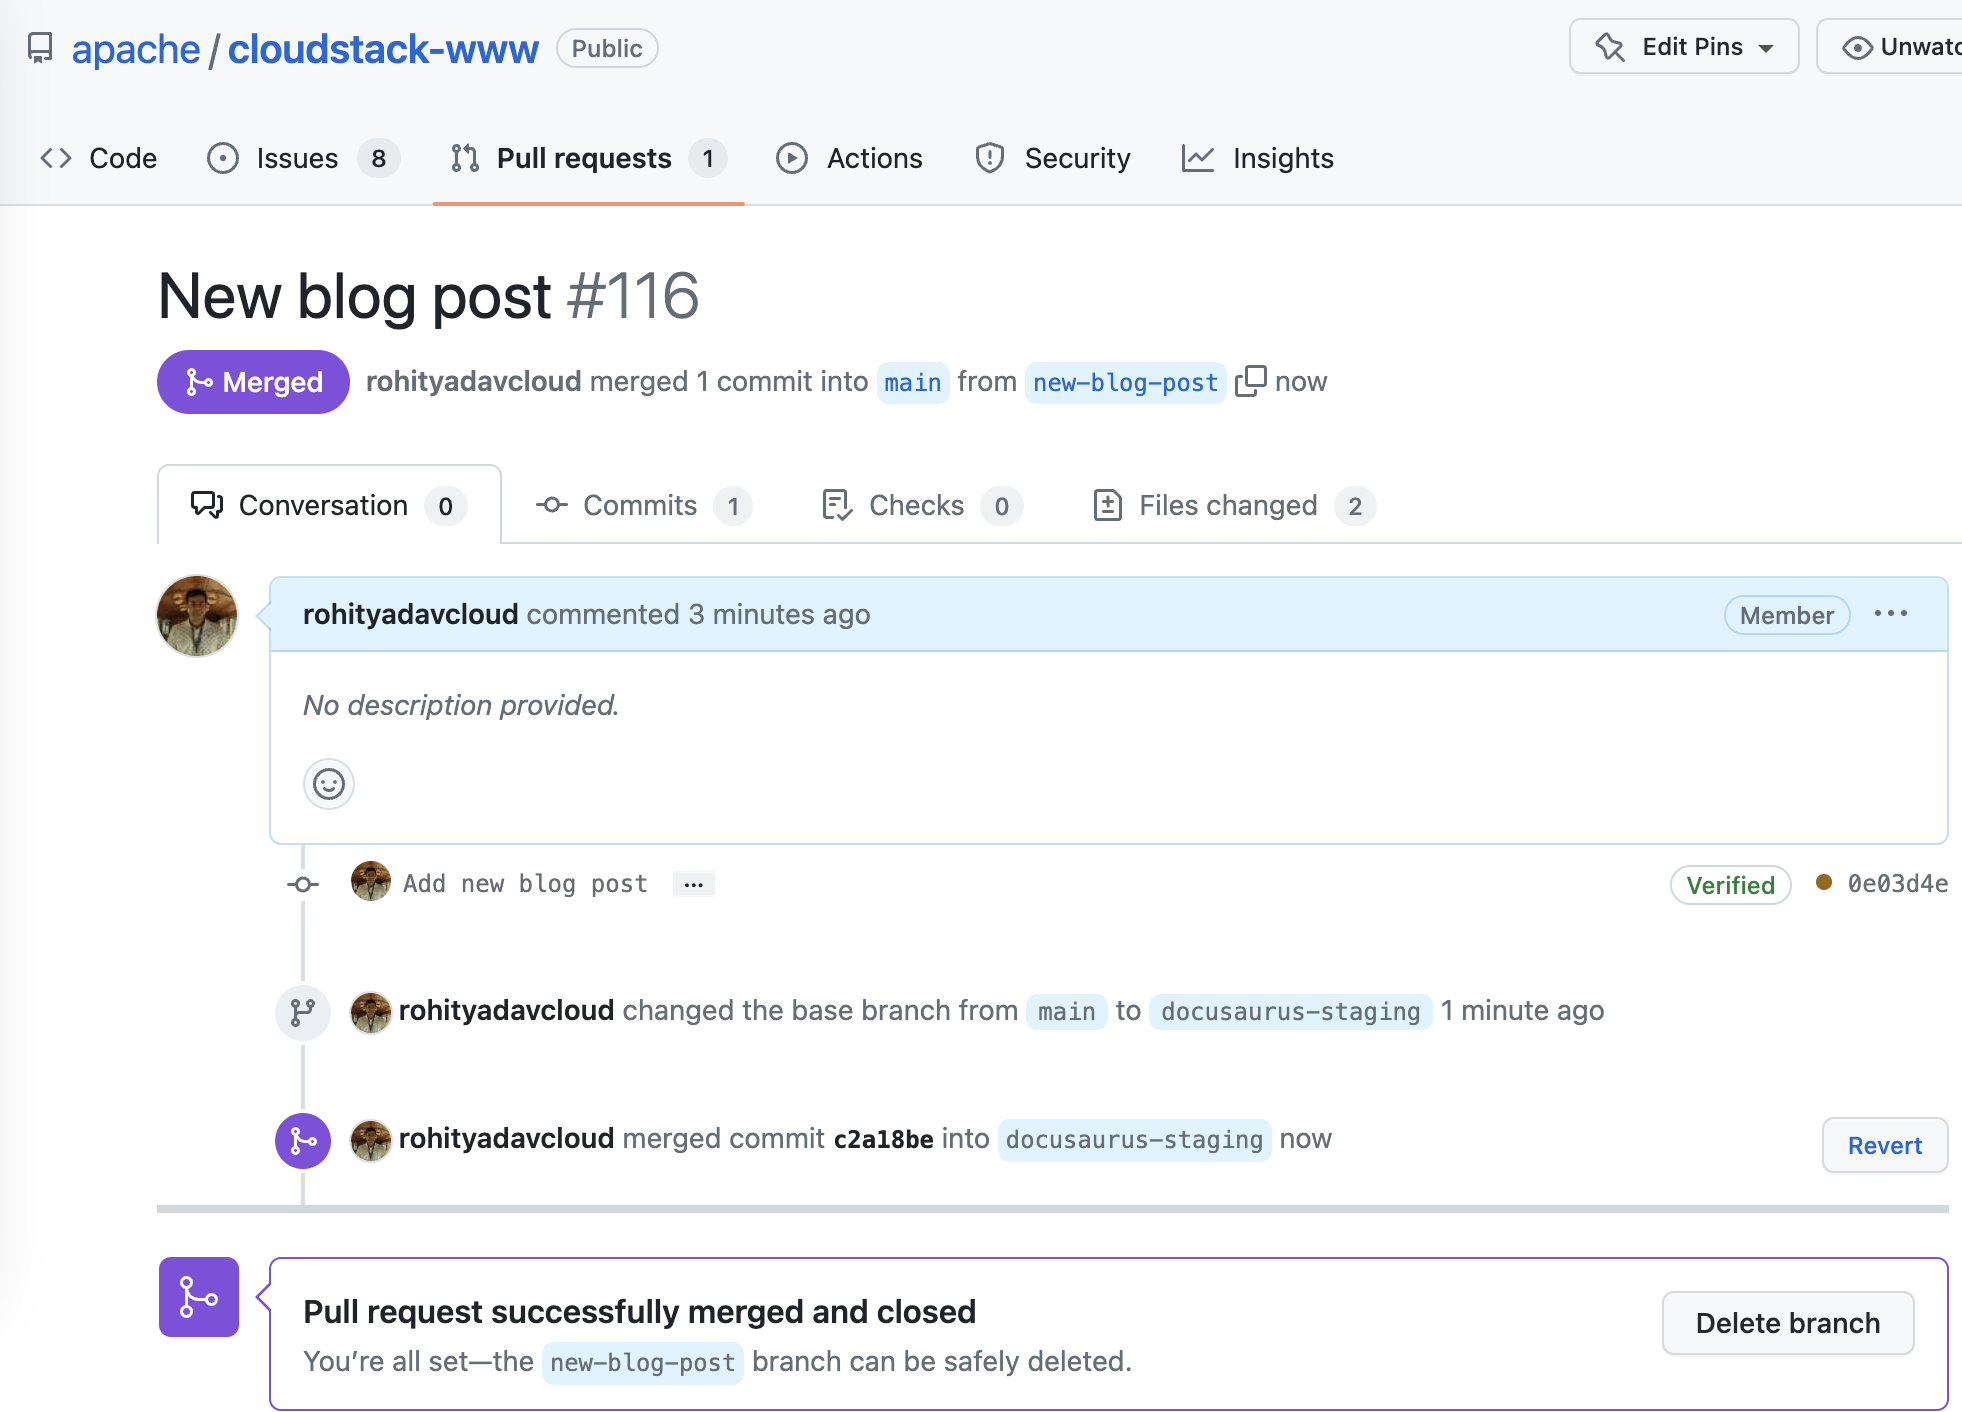 apache / cloudstack-www Public Edit Pins Unwatc
Code Issues 8 Pull requests 1 Actions Security Insights
New blog post #116
Merged rohityadavcloud merged 1 commit into main from new-blog-post now
Conversation 0 Commits 1 Checks 0 Files changed 2
rohityadavcloud commented 3 minutes ago Member ...
No description provided.
Add new blog post ... Verified 0e03d4e
rohityadavcloud changed the base branch from main to docusaurus-staging 1 minute ago
rohityadavcloud merged commit c2a18be into docusaurus-staging now Revert
Pull request successfully merged and closed
You’re all set—the new-blog-post branch can be safely deleted.
Delete branch